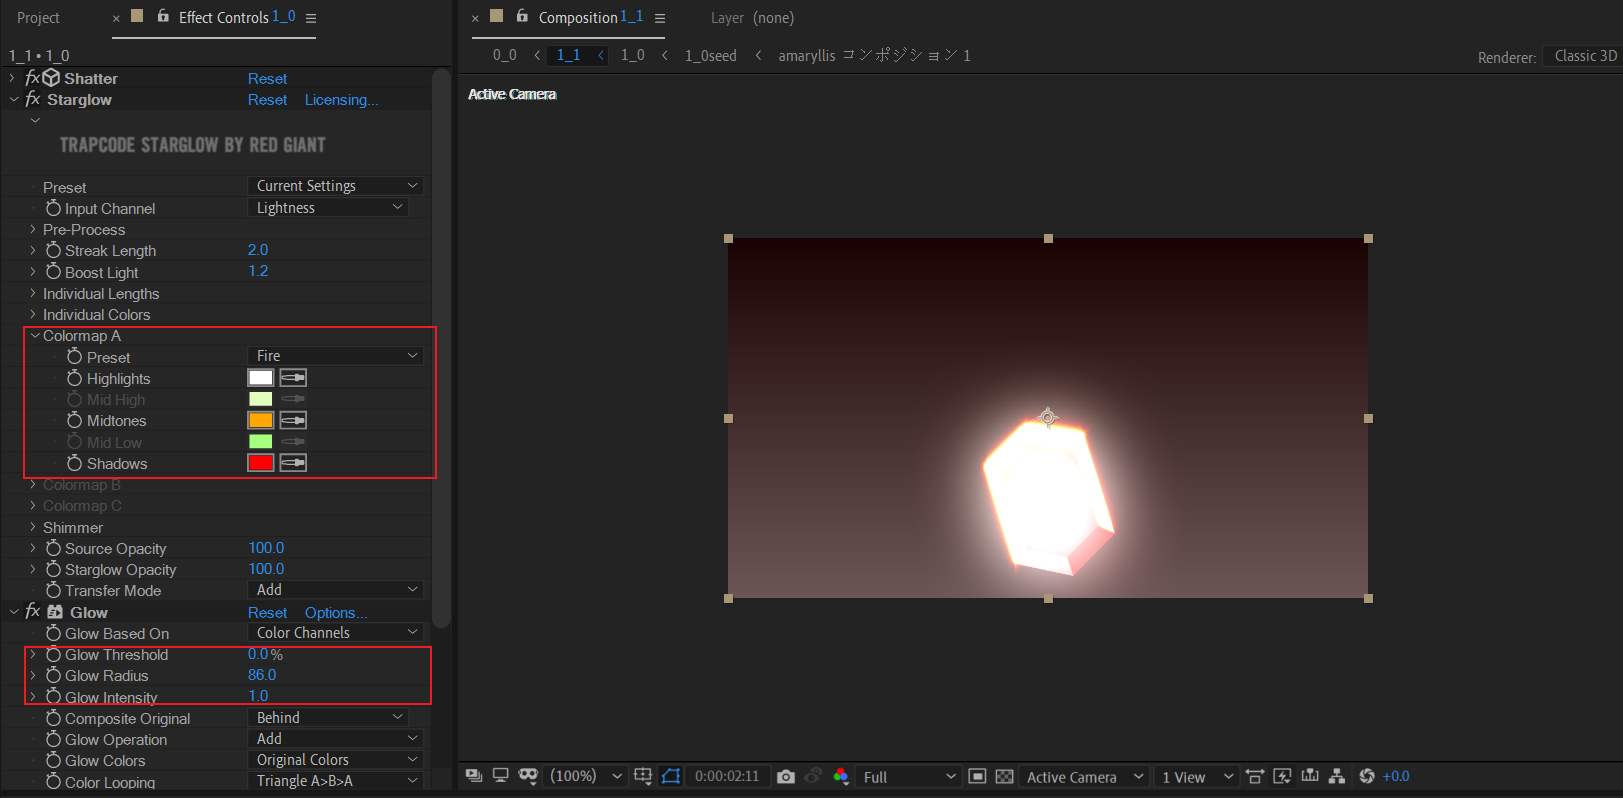 Project × Effect Controls 1_0
1_1 • 1_0
Shatter Reset
Starglow Reset Licensing...
TRAPCODE STARGLOW BY RED GIANT
Preset Current Settings
Input Channel Lightness
Pre-Process
Streak Length 2.0
Boost Light 1.2
Individual Lengths
Individual Colors
Colormap A
Preset Fire
Highlights
Mid High
Midtones
Mid Low
Shadows
Colormap B
Colormap C
Shimmer
Source Opacity 100.0
Starglow Opacity 100.0
Transfer Mode Add
Glow Reset Options...
Glow Based On Color Channels
Glow Threshold 0.0%
Glow Radius 86.0
Glow Intensity 1.0
Composite Original Behind
Glow Operation Add
Glow Colors Original Colors
Color Looping Triangle A>B>A
× Composition 1_1 Layer (none)
0_0 < 1_1 < 1_0 < 1_0seed < amaryllis コンポジション 1
Renderer: Classic 3D
Active Camera
(100%) 0:00:02:11 Full Active Camera 1 View +0.0